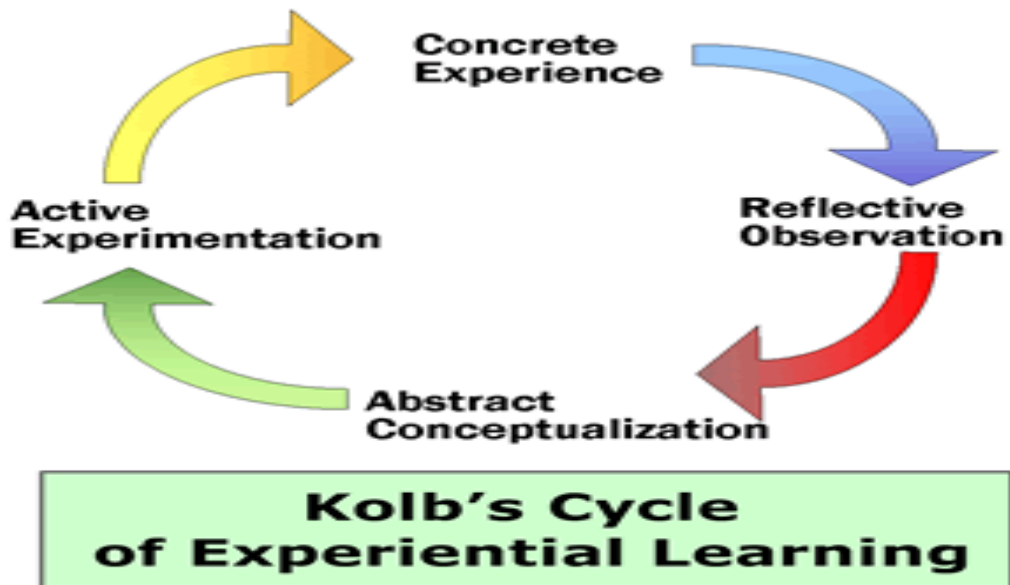 Concrete
Experience
Reflective
Observation
Abstract
Conceptualization
Active
Experimentation
Kolb's Cycle
of Experiential Learning